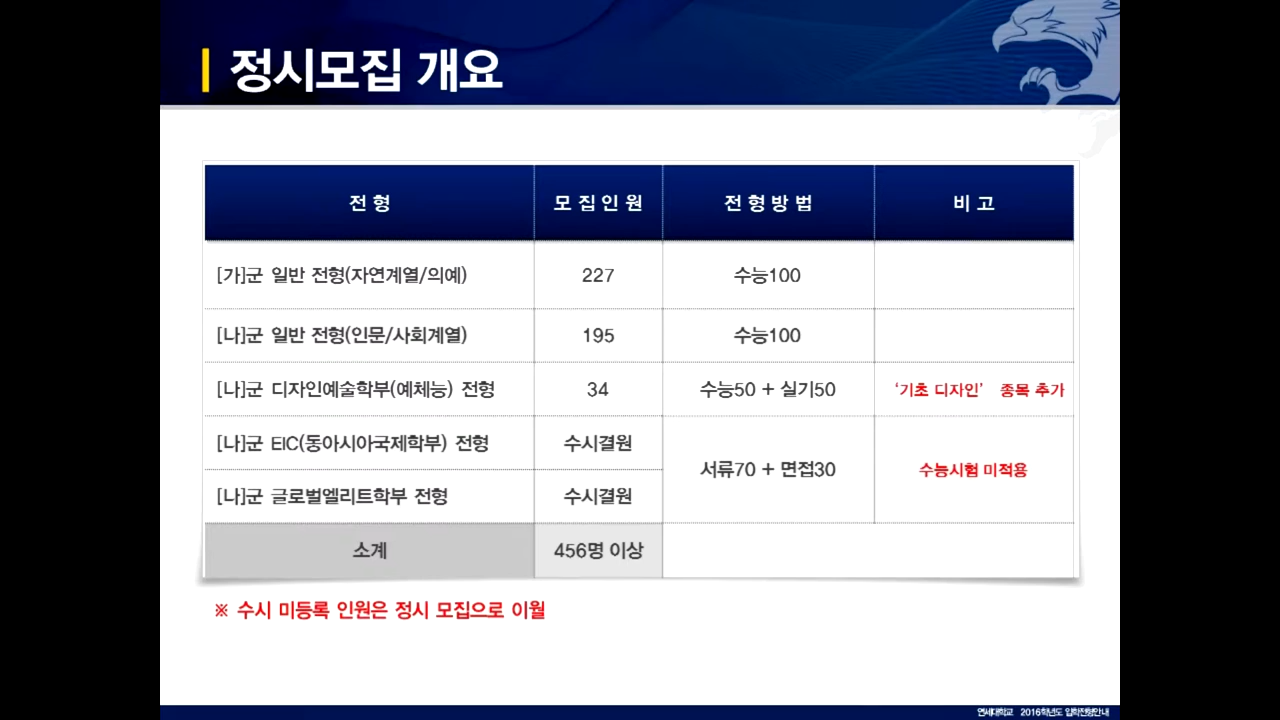 정시모집 개요
전 형 모 집 인 원 전 형 방 법 비 고
[가]군 일반 전형(자연계열/의예) 227 수능100
[나]군 일반 전형(인문/사회계열) 195 수능100
[나]군 디자인예술학부(예체능) 전형 34 수능50 + 실기50 ‘기초 디자인’ 종목 추가
[나]군 EIC(동아시아국제학부) 전형 수시결원
서류70 + 면접30 수능시험 미적용
[나]군 글로벌엘리트학부 전형 수시결원
소계 456명 이상
※ 수시 미등록 인원은 정시 모집으로 이월
연세대학교 2016학년도 입학전형안내